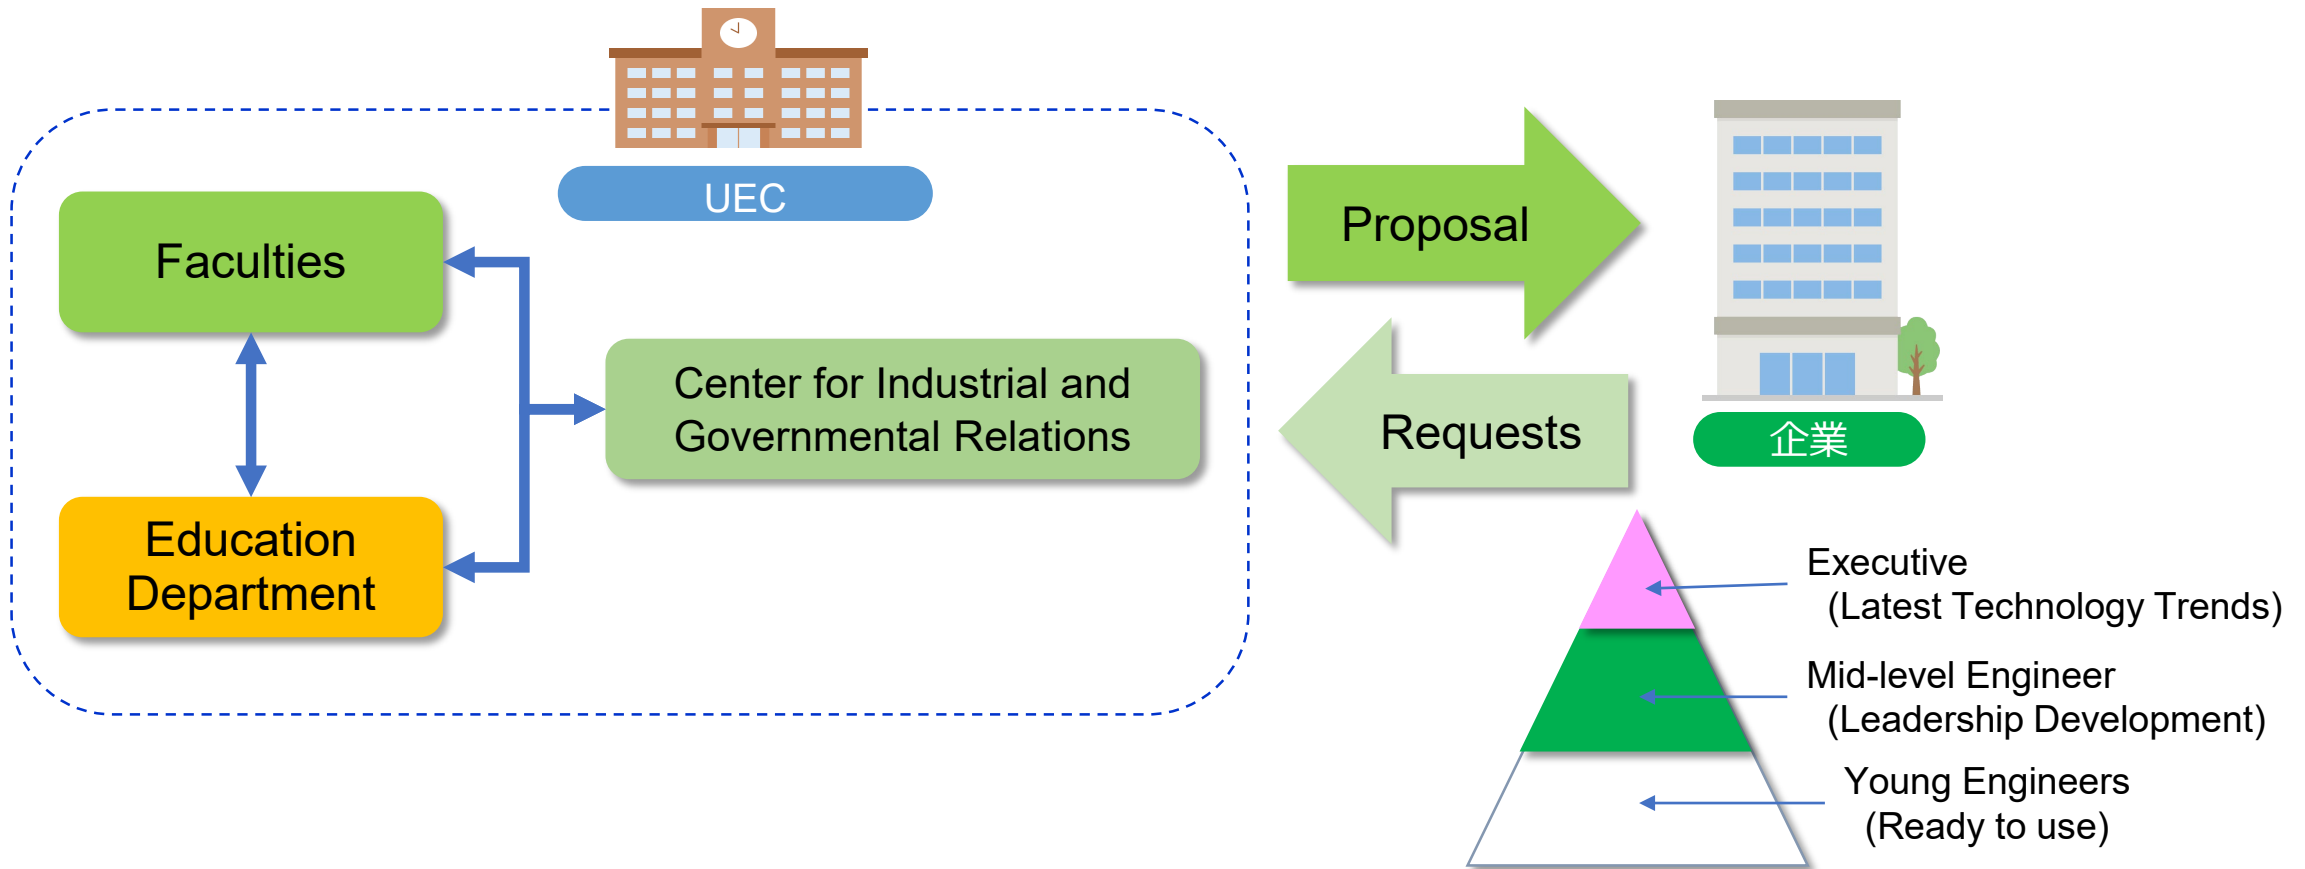 UEC
Faculties
Education
Department
Center for Industrial and
Governmental Relations
Proposal
Requests
企業
Executive
(Latest Technology Trends)
Mid-level Engineer
(Leadership Development)
Young Engineers
(Ready to use)